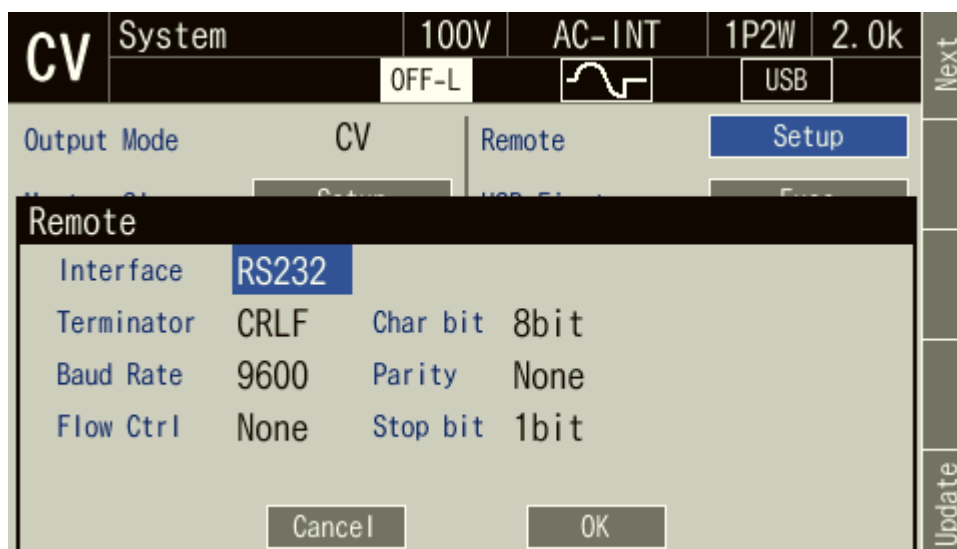 CV System 100V AC-INT 1P2W 2.0k
OFF-L USB
Next
Output Mode CV Remote Setup
Remote
Interface RS232
Terminator CRLF Char bit 8bit
Baud Rate 9600 Parity None
Flow Ctrl None Stop bit 1bit
Cancel OK
Update